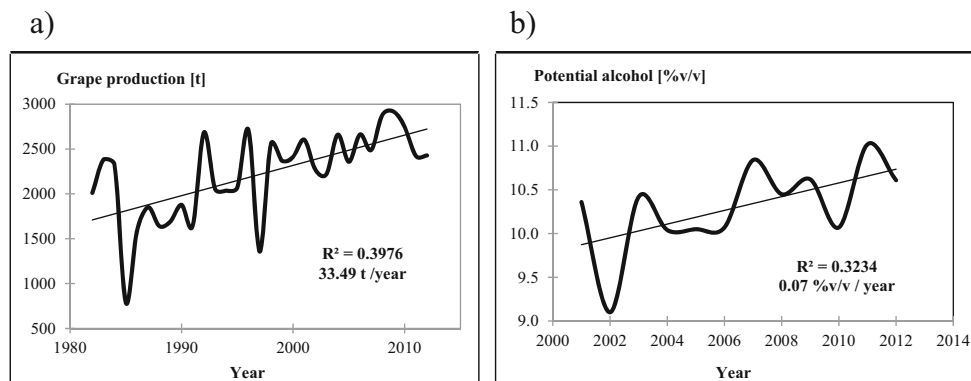 a)
Grape production [t]
3000
2500
2000
1500
1000
500
R² = 0.3976
33.49 t /year
1980 1990 2000 2010
Year
b)
Potential alcohol [%v/v]
11.5
11.0
10.5
10.0
9.5
9.0
R² = 0.3234
0.07 %v/v / year
2000 2002 2004 2006 2008 2010 2012 2014
Year